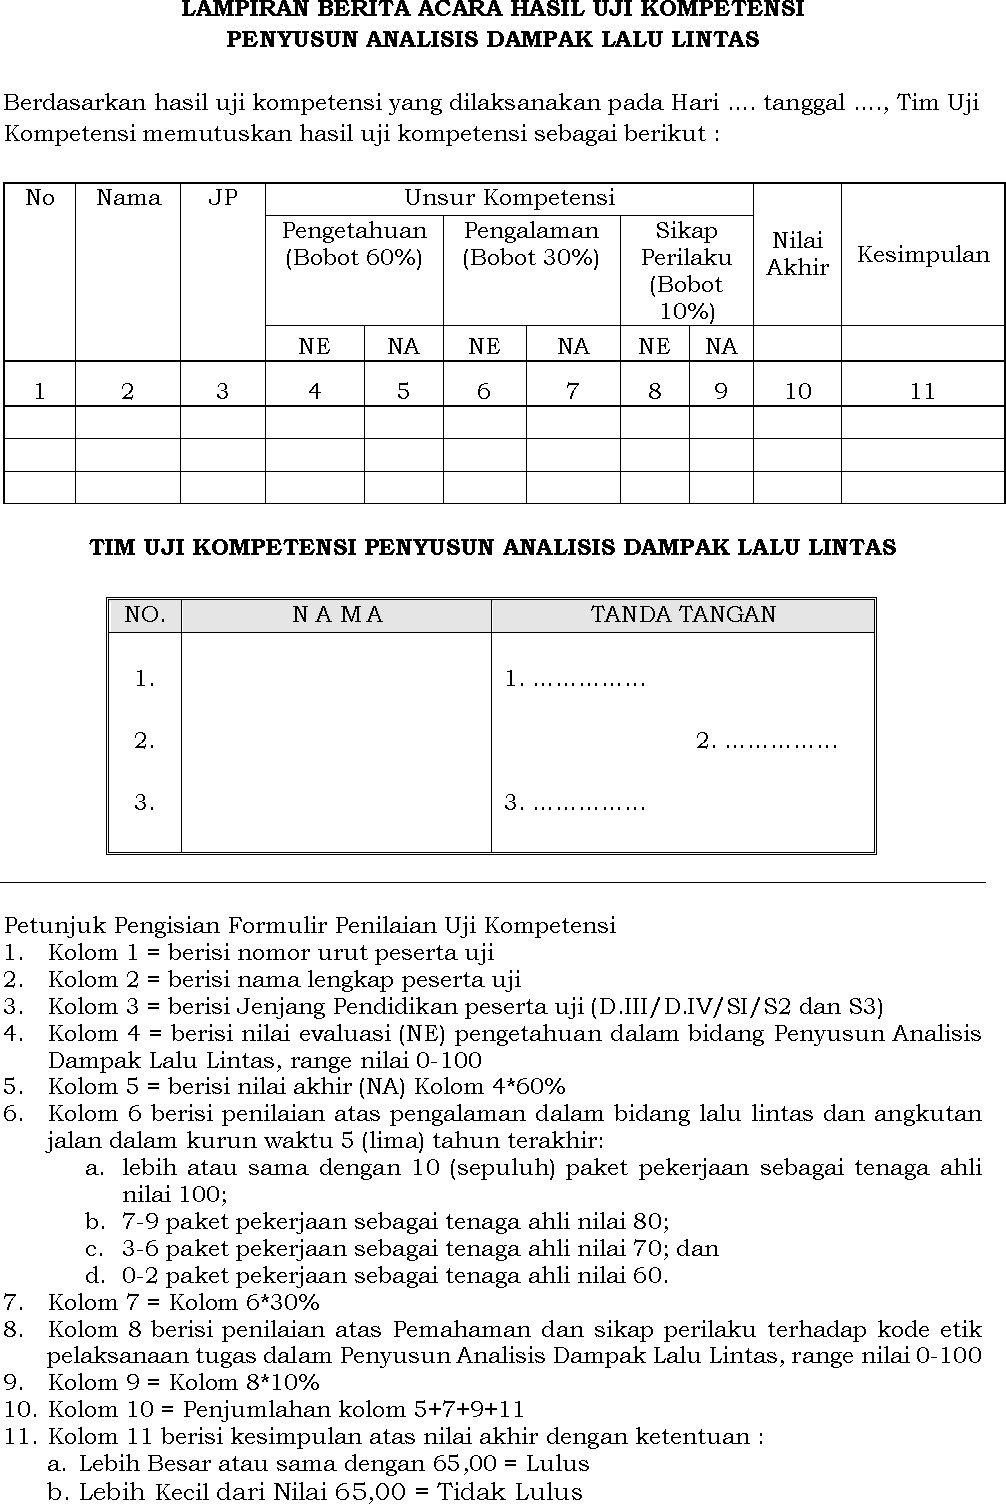 LAMPIRAN BERITA ACARA HASIL UJI KOMPETENSI
PENYUSUN ANALISIS DAMPAK LALU LINTAS
Berdasarkan hasil uji kompetensi yang dilaksanakan pada Hari .... tanggal ...., Tim Uji
Kompetensi memutuskan hasil uji kompetensi sebagai berikut :
No Nama JP Unsur Kompetensi Nilai Akhir Kesimpulan
Pengetahuan (Bobot 60%) Pengalaman (Bobot 30%) Sikap Perilaku (Bobot 10%)
NE NA NE NA NE NA
1 2 3 4 5 6 7 8 9 10 11
TIM UJI KOMPETENSI PENYUSUN ANALISIS DAMPAK LALU LINTAS
NO. N A M A TANDA TANGAN
1. 1. ...............
2. 2. ...............
3. 3. ...............
Petunjuk Pengisian Formulir Penilaian Uji Kompetensi
1. Kolom 1 = berisi nomor urut peserta uji
2. Kolom 2 = berisi nama lengkap peserta uji
3. Kolom 3 = berisi Jenjang Pendidikan peserta uji (D.III/D.IV/SI/S2 dan S3)
4. Kolom 4 = berisi nilai evaluasi (NE) pengetahuan dalam bidang Penyusun Analisis
Dampak Lalu Lintas, range nilai 0-100
5. Kolom 5 = berisi nilai akhir (NA) Kolom 4*60%
6. Kolom 6 berisi penilaian atas pengalaman dalam bidang lalu lintas dan angkutan
jalan dalam kurun waktu 5 (lima) tahun terakhir:
a. lebih atau sama dengan 10 (sepuluh) paket pekerjaan sebagai tenaga ahli
nilai 100;
b. 7-9 paket pekerjaan sebagai tenaga ahli nilai 80;
c. 3-6 paket pekerjaan sebagai tenaga ahli nilai 70; dan
d. 0-2 paket pekerjaan sebagai tenaga ahli nilai 60.
7. Kolom 7 = Kolom 6*30%
8. Kolom 8 berisi penilaian atas Pemahaman dan sikap perilaku terhadap kode etik
pelaksanaan tugas dalam Penyusun Analisis Dampak Lalu Lintas, range nilai 0-100
9. Kolom 9 = Kolom 8*10%
10. Kolom 10 = Penjumlahan kolom 5+7+9+11
11. Kolom 11 berisi kesimpulan atas nilai akhir dengan ketentuan :
a. Lebih Besar atau sama dengan 65,00 = Lulus
b. Lebih Kecil dari Nilai 65,00 = Tidak Lulus